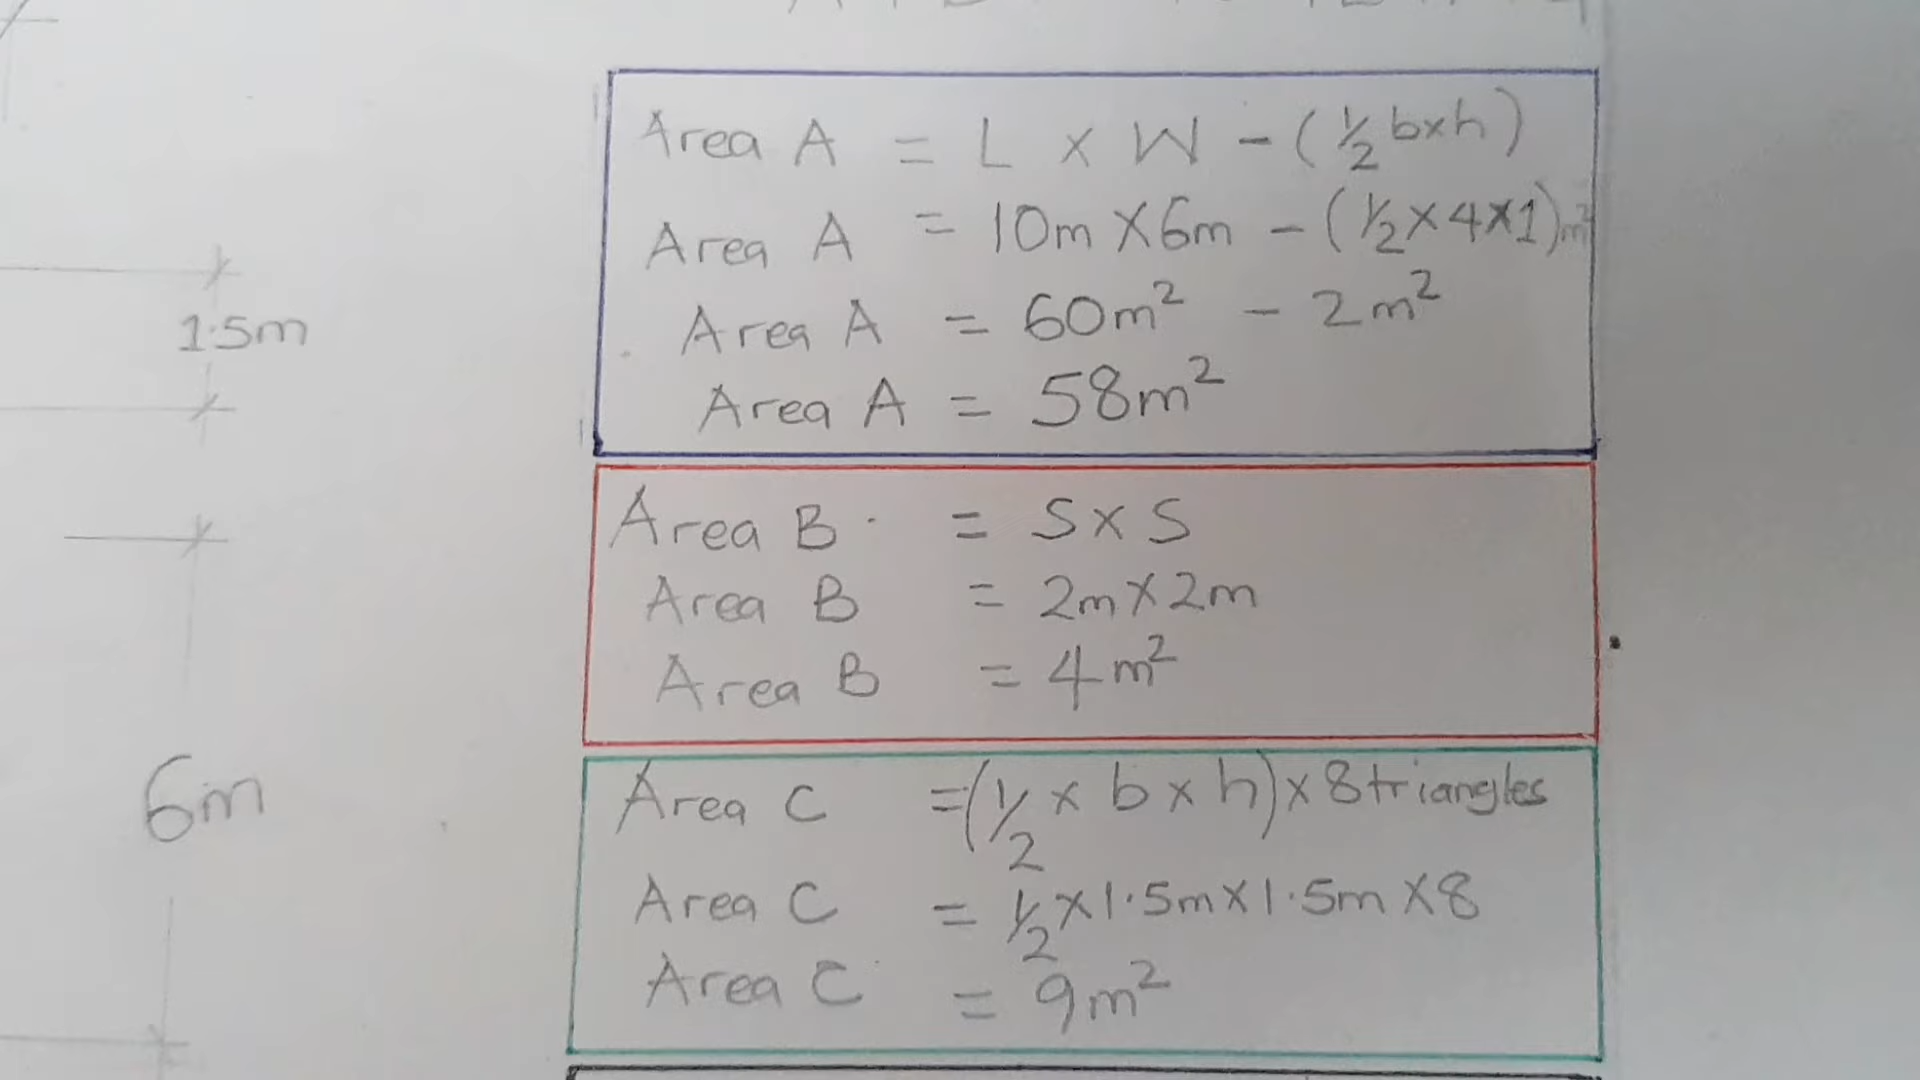 1.5m
6m
Area A = L x W - (½ bxh)
Area A = 10m X 6m - (½ X 4 X 1)m²
Area A = 60m² - 2m²
Area A = 58m²
Area B = S x S
Area B = 2m X 2m
Area B = 4m²
Area C = (½ x b x h) x 8 triangles
Area C = ½ X 1.5m X 1.5m X 8
Area C = 9m²